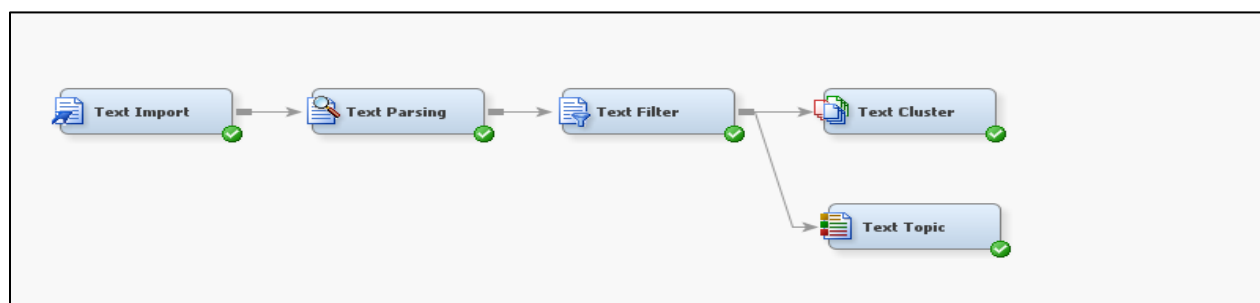 Text Import
Text Parsing
Text Filter
Text Cluster
Text Topic